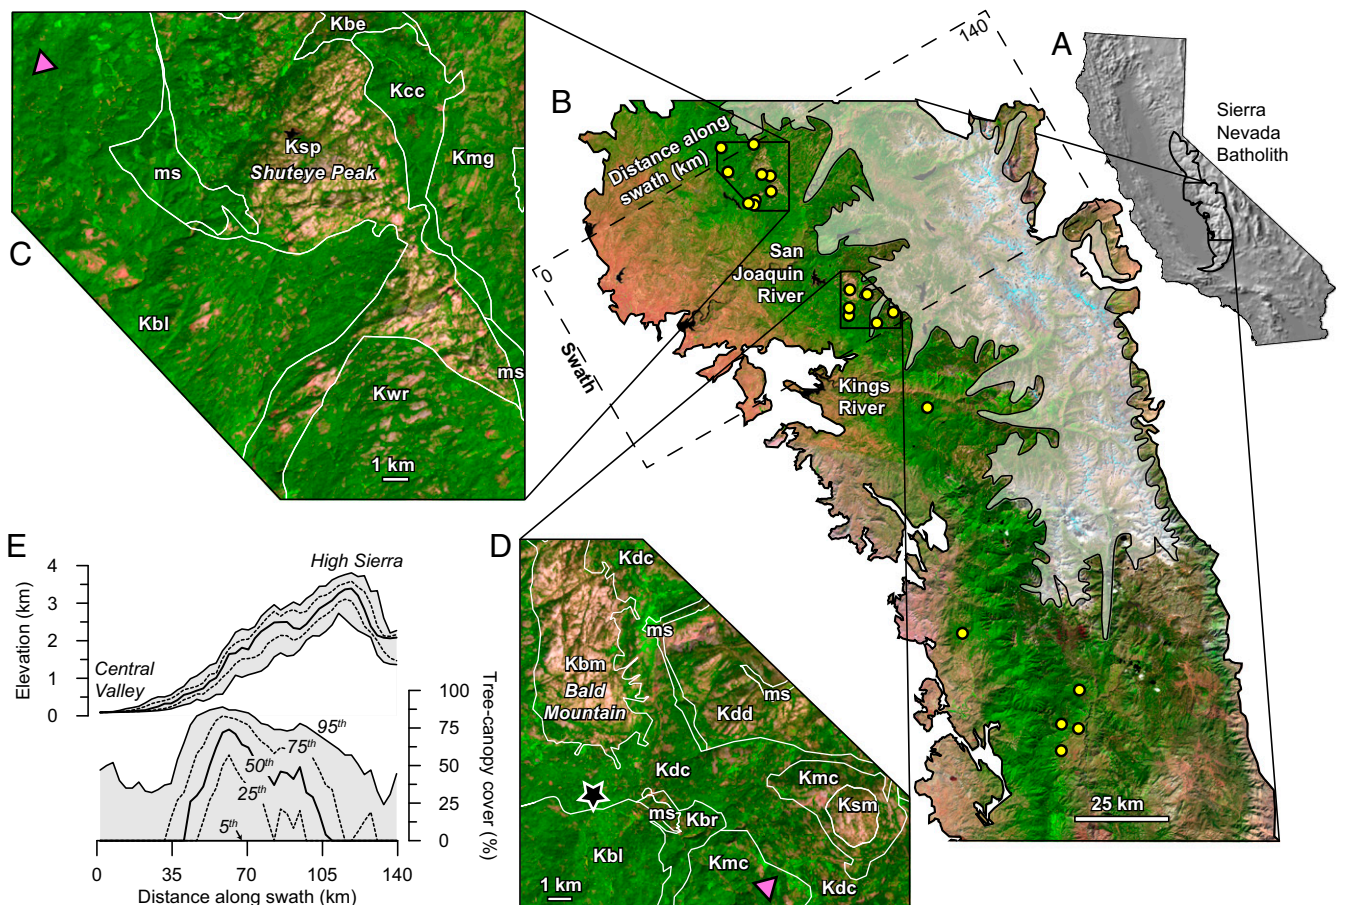 C
Kbe
Kcc
Ksp
Shuteye Peak
Kmg
ms
Kbl
Kwr
ms
1 km
B
140
Distance along
swath (km)
0
Swath
San
Joaquin
River
Kings
River
25 km
A
Sierra
Nevada
Batholith
E
High Sierra
Central
Valley
Elevation (km)
4
3
2
1
0
100
75
50
25
0
Tree-canopy cover (%)
95th
75th
50th
25th
5th
0
35
70
105
140
Distance along swath (km)
D
Kdc
ms
Kbm
Bald
Mountain
ms
Kdd
Kdc
Kmc
Ksm
ms
Kbr
Kbl
Kmc
Kdc
1 km